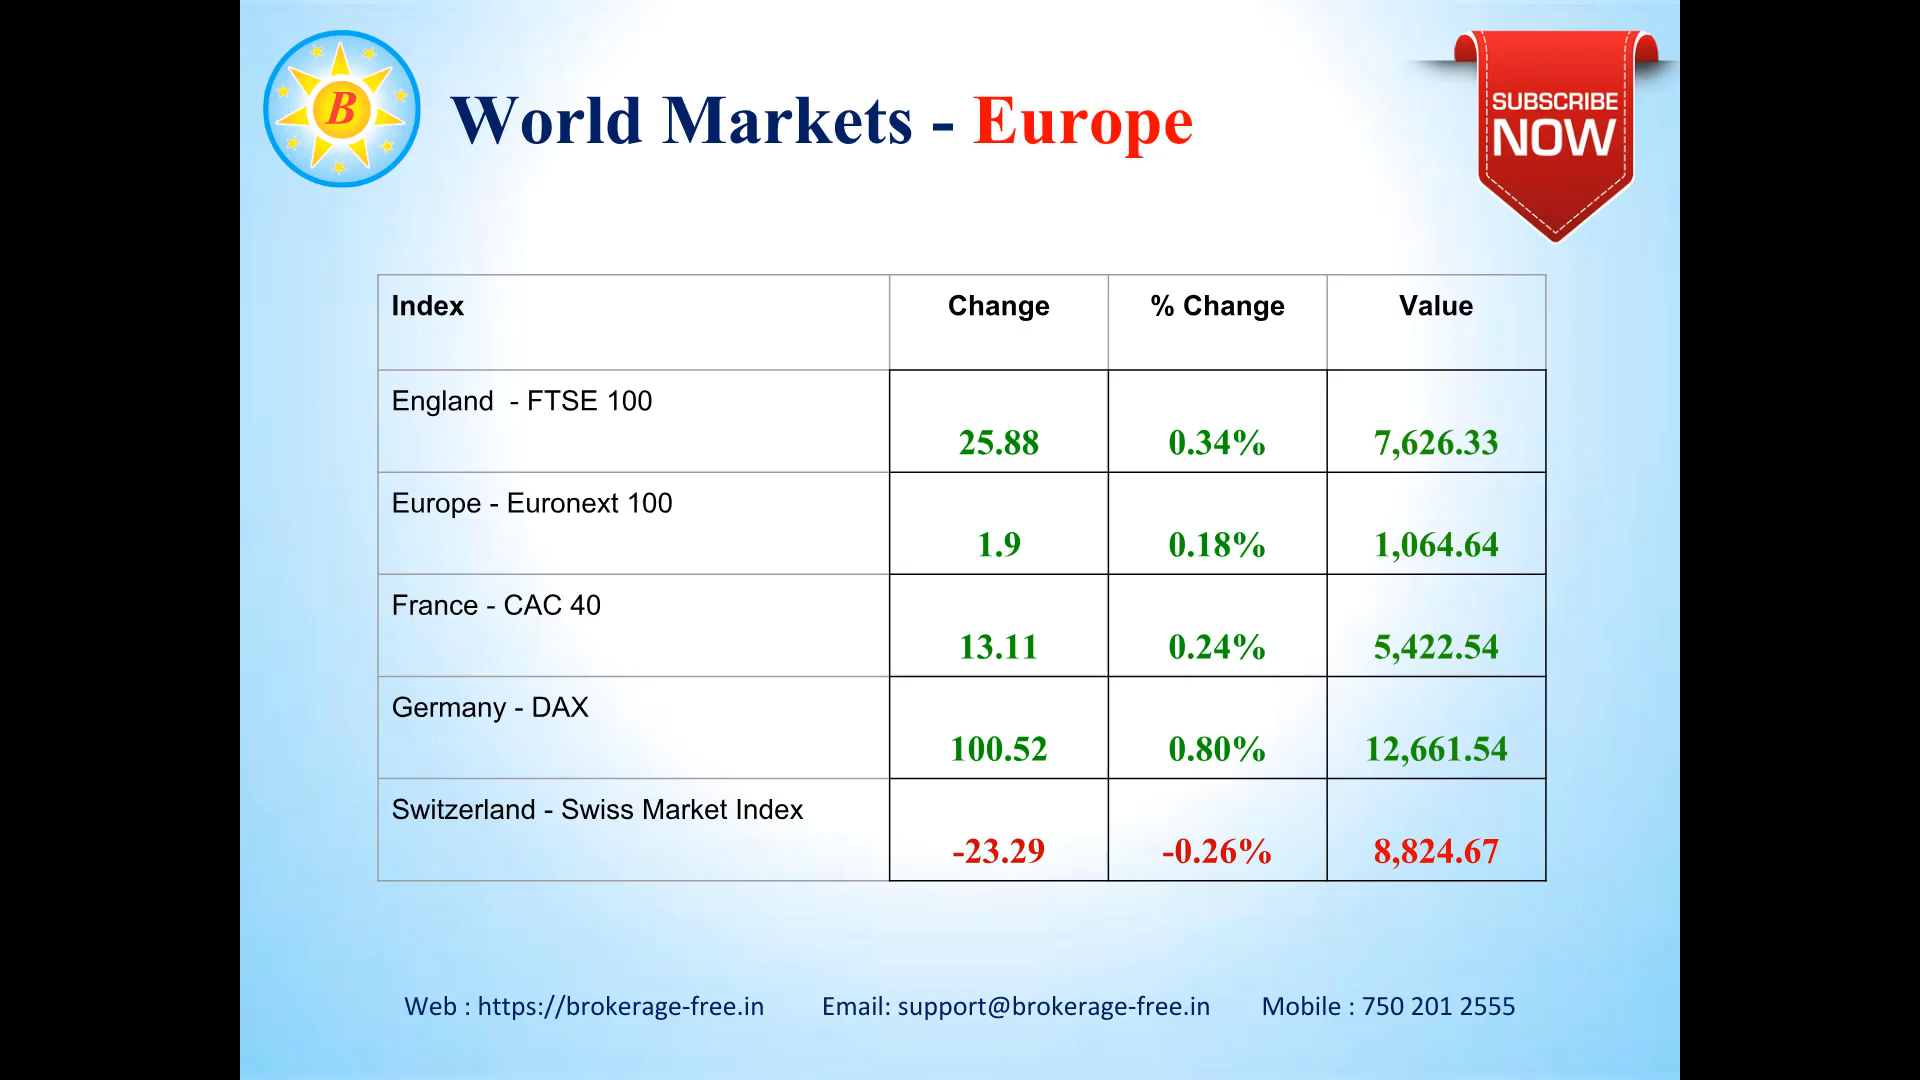 B
World Markets - Europe
SUBSCRIBE
NOW
Index Change % Change Value
England  - FTSE 100 25.88 0.34% 7,626.33
Europe - Euronext 100 1.9 0.18% 1,064.64
France - CAC 40 13.11 0.24% 5,422.54
Germany - DAX 100.52 0.80% 12,661.54
Switzerland - Swiss Market Index -23.29 -0.26% 8,824.67
Web : https://brokerage-free.in Email: support@brokerage-free.in Mobile : 750 201 2555